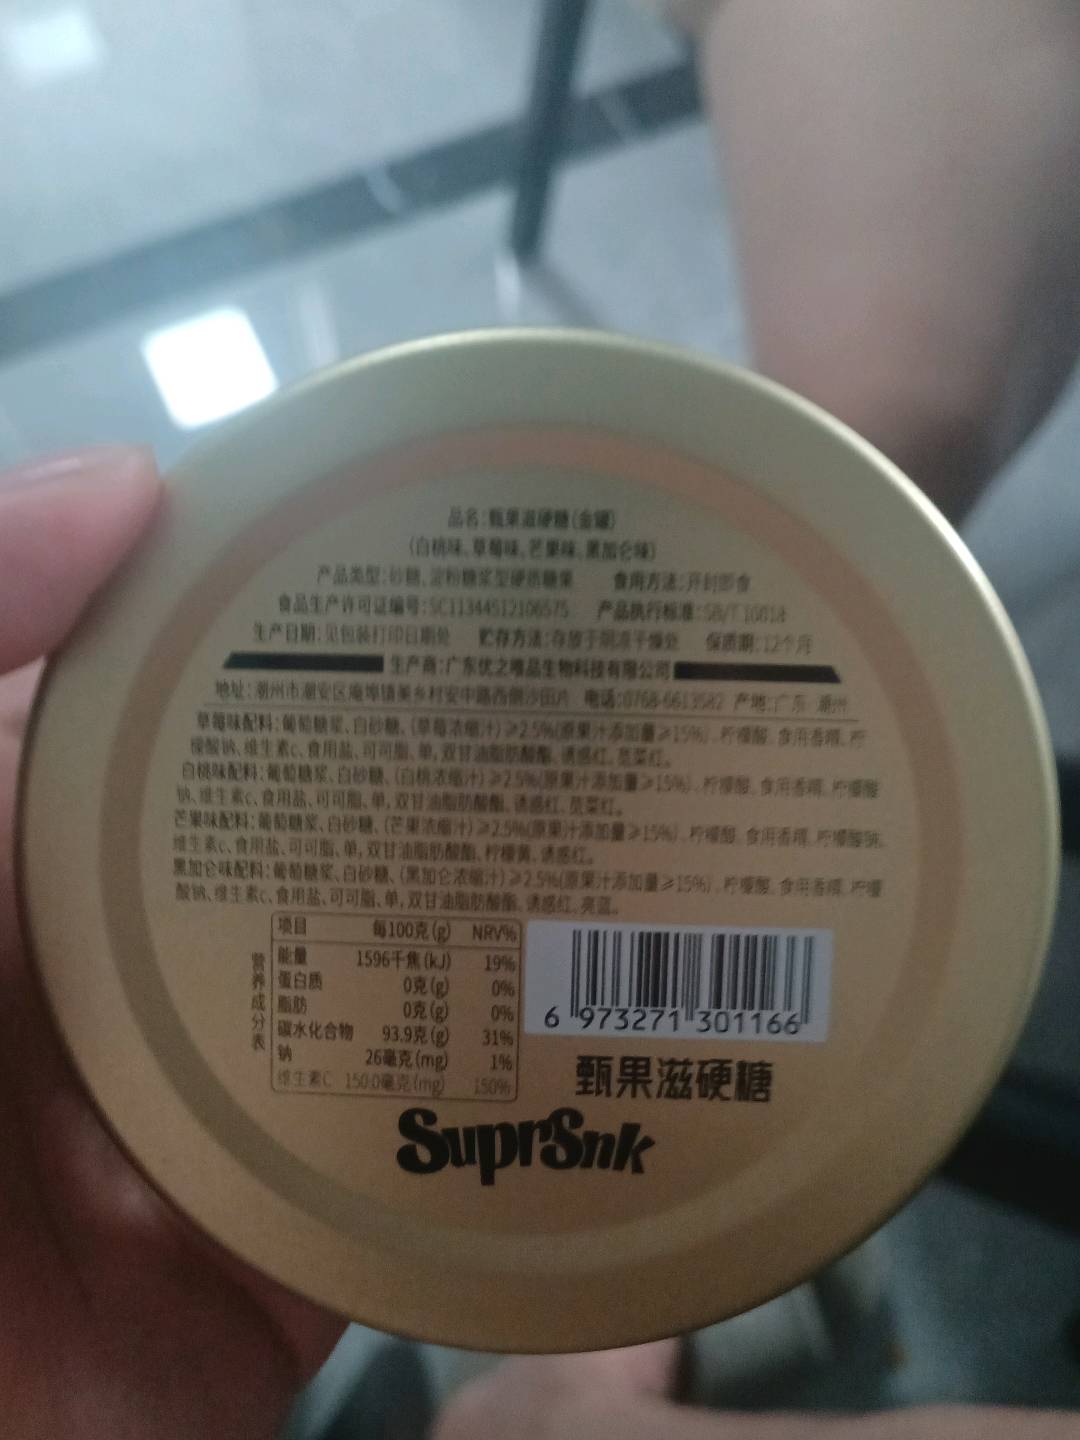 品名:甄果滋硬糖(金罐)
(白桃味、草莓味、芒果味、黑加仑味)
产品类型:砂糖、淀粉糖浆型硬质糖果 食用方法:开封即食
食品生产许可证编号:SC11344512106575 产品执行标准:SB/T 10018
生产日期:见包装打印日期处 贮存方法:存放于阴凉干燥处 保质期:12个月
生产商:广东优之唯品生物科技有限公司
地址:潮州市潮安区庵埠镇美乡村安中路西侧沙田片 电话:0768-6613582 产地:广东 潮州
草莓味配料:葡萄糖浆、白砂糖、(草莓浓缩汁)≥2.5%(原果汁添加量≥15%)、柠檬酸、食用香精、柠
檬酸钠、维生素c、食用盐、可可脂、单,双甘油脂肪酸酯、诱惑红、苋菜红。
白桃味配料:葡萄糖浆、白砂糖、(白桃浓缩汁)≥2.5%(原果汁添加量≥15%)、柠檬酸、食用香精、柠檬酸
钠、维生素c、食用盐、可可脂、单,双甘油脂肪酸酯、诱惑红、苋菜红。
芒果味配料:葡萄糖浆、白砂糖、(芒果浓缩汁)≥2.5%(原果汁添加量≥15%)、柠檬酸、食用香精、柠檬酸钠、
维生素c、食用盐、可可脂、单,双甘油脂肪酸酯、柠檬黄、诱惑红。
黑加仑味配料:葡萄糖浆、白砂糖、(黑加仑浓缩汁)≥2.5%(原果汁添加量≥15%)、柠檬酸、食用香精、柠檬
酸钠、维生素c、食用盐、可可脂、单,双甘油脂肪酸酯、诱惑红、亮蓝。
营养成分表
项目 每100克(g) NRV%
能量 1596千焦(kJ) 19%
蛋白质 0克(g) 0%
脂肪 0克(g) 0%
碳水化合物 93.9克(g) 31%
钠 26毫克(mg) 1%
维生素C 150.0毫克(mg) 150%
6 973271 301166
甄果滋硬糖
SuprSnk